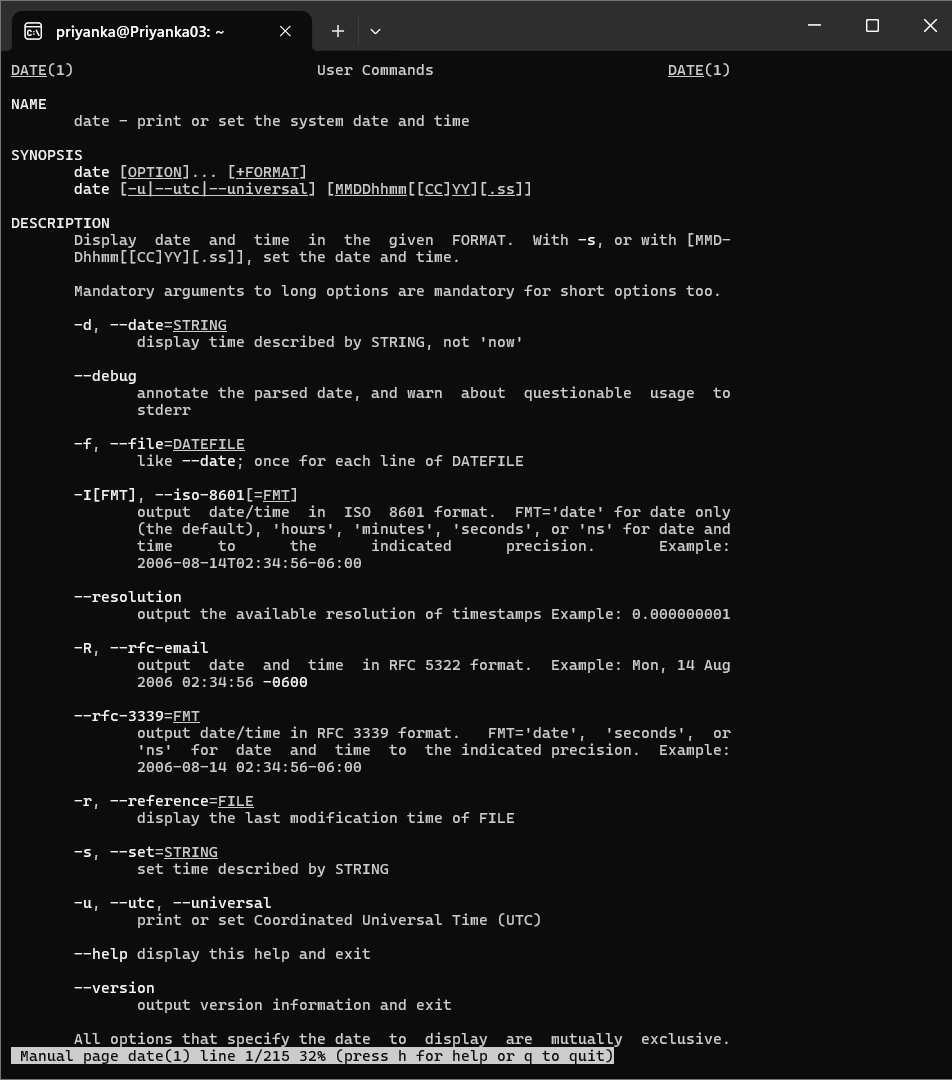 priyanka@Priyanka03: ~
DATE(1) User Commands DATE(1)
NAME
date - print or set the system date and time
SYNOPSIS
date [OPTION]... [+FORMAT]
date [-u|--utc|--universal] [MMDDhhmm[[CC]YY][.ss]]
DESCRIPTION
Display date and time in the given FORMAT. With -s, or with [MMD-
Dhhmm[[CC]YY][.ss]], set the date and time.
Mandatory arguments to long options are mandatory for short options too.
-d, --date=STRING
display time described by STRING, not 'now'
--debug
annotate the parsed date, and warn about questionable usage to
stderr
-f, --file=DATEFILE
like --date; once for each line of DATEFILE
-I[FMT], --iso-8601[=FMT]
output date/time in ISO 8601 format. FMT='date' for date only
(the default), 'hours', 'minutes', 'seconds', or 'ns' for date and
time to the indicated precision. Example:
2006-08-14T02:34:56-06:00
--resolution
output the available resolution of timestamps Example: 0.000000001
-R, --rfc-email
output date and time in RFC 5322 format. Example: Mon, 14 Aug
2006 02:34:56 -0600
--rfc-3339=FMT
output date/time in RFC 3339 format. FMT='date', 'seconds', or
'ns' for date and time to the indicated precision. Example:
2006-08-14 02:34:56-06:00
-r, --reference=FILE
display the last modification time of FILE
-s, --set=STRING
set time described by STRING
-u, --utc, --universal
print or set Coordinated Universal Time (UTC)
--help display this help and exit
--version
output version information and exit
All options that specify the date to display are mutually exclusive.
Manual page date(1) line 1/215 32% (press h for help or q to quit)